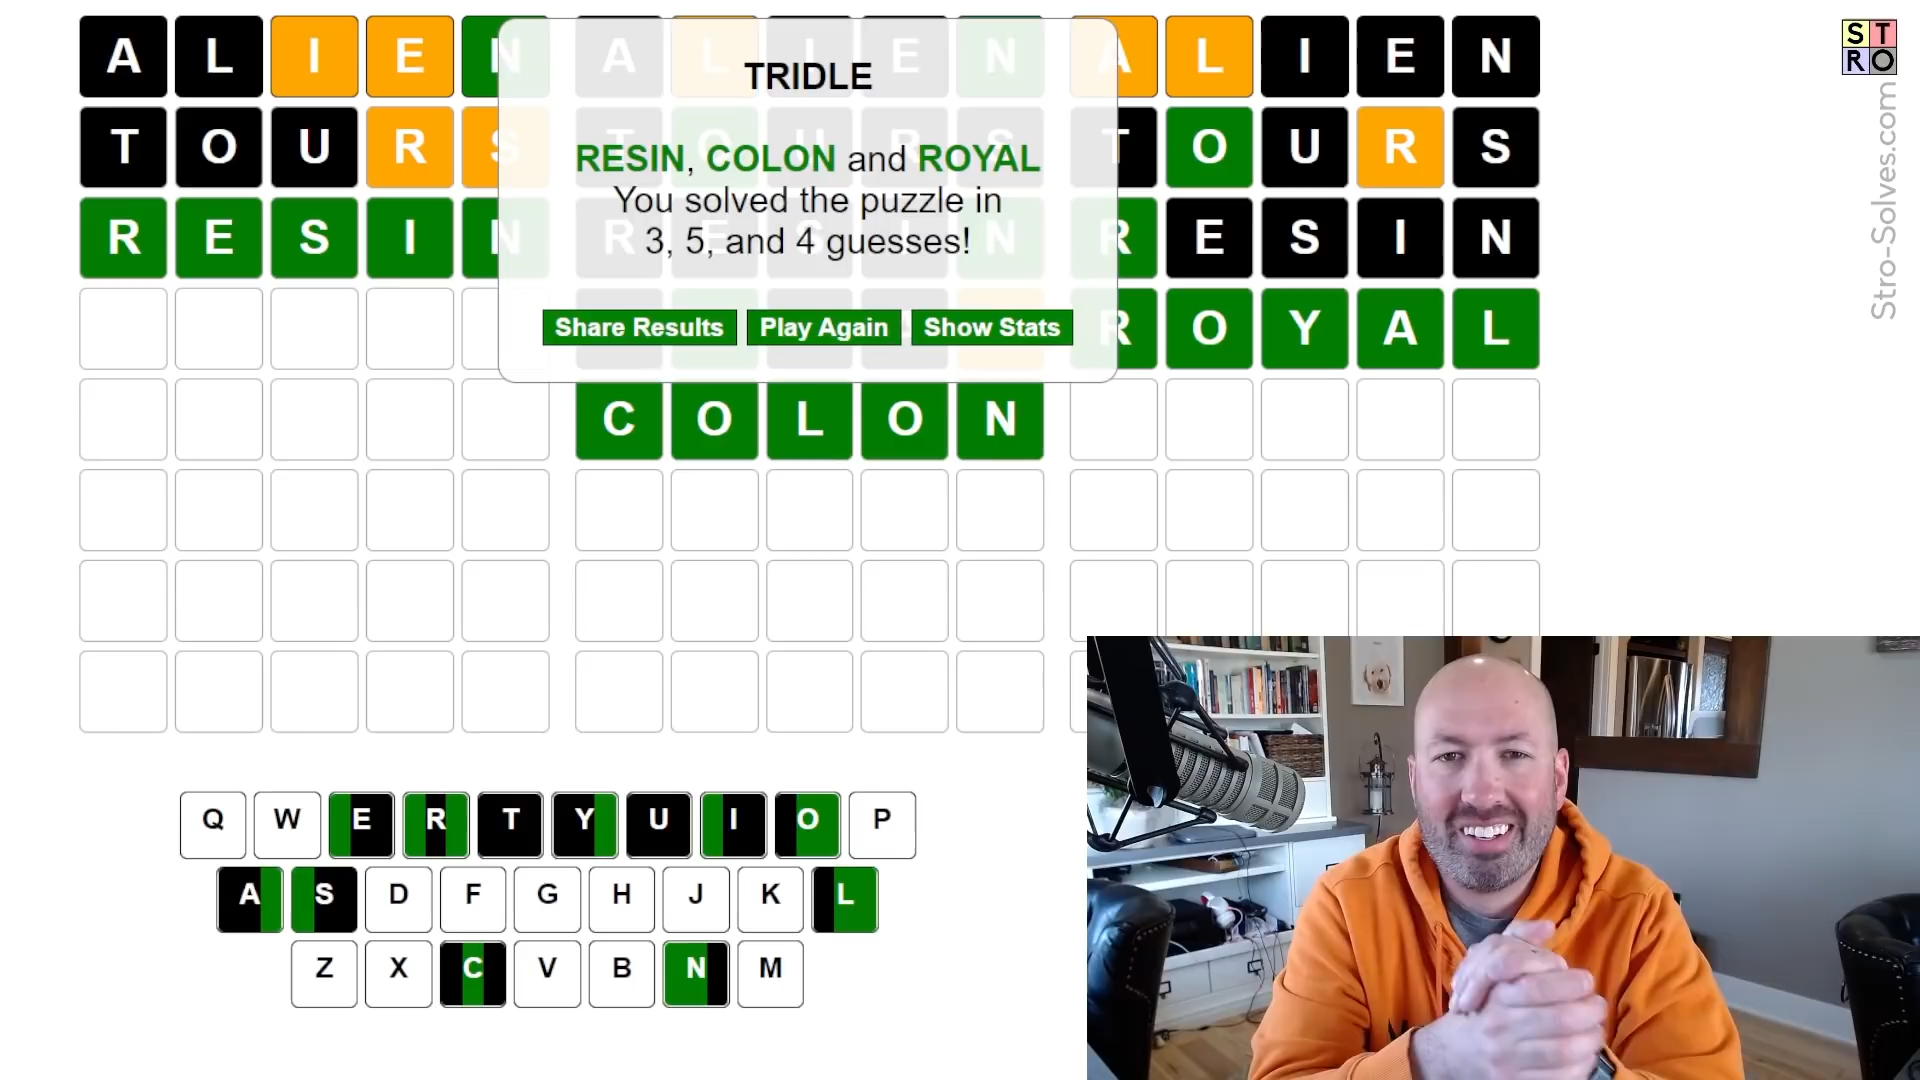 A L I E N A L I E N A L I E N
T O U R S T O U R S T O U R S
R E S I N R E S I N R E S I N
R O Y A L
C O L O N
TRIDLE
RESIN, COLON and ROYAL
You solved the puzzle in
3, 5, and 4 guesses!
Share Results Play Again Show Stats
Q W E R T Y U I O P
A S D F G H J K L
Z X C V B N M
S T
R O
Stro-Solves.com